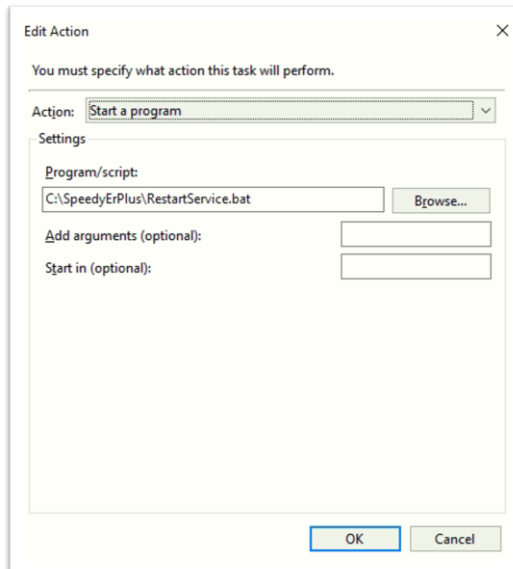 Edit Action
You must specify what action this task will perform.
Action: Start a program
Settings
Program/script:
C:\SpeedyErPlus\RestartService.bat Browse...
Add arguments (optional):
Start in (optional):
OK Cancel